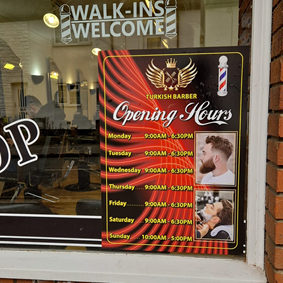 WALK-INS
WELCOME
TURKISH BARBER
Opening Hours
Monday 9:00AM - 6:30PM
Tuesday 9:00AM - 6:30PM
Wednesday 9:00AM - 6:30PM
Thursday 9:00AM - 6:30PM
Friday 9:00AM - 6:30PM
Saturday 9:00AM - 6:30PM
Sunday 10:00AM - 5:00PM
OP